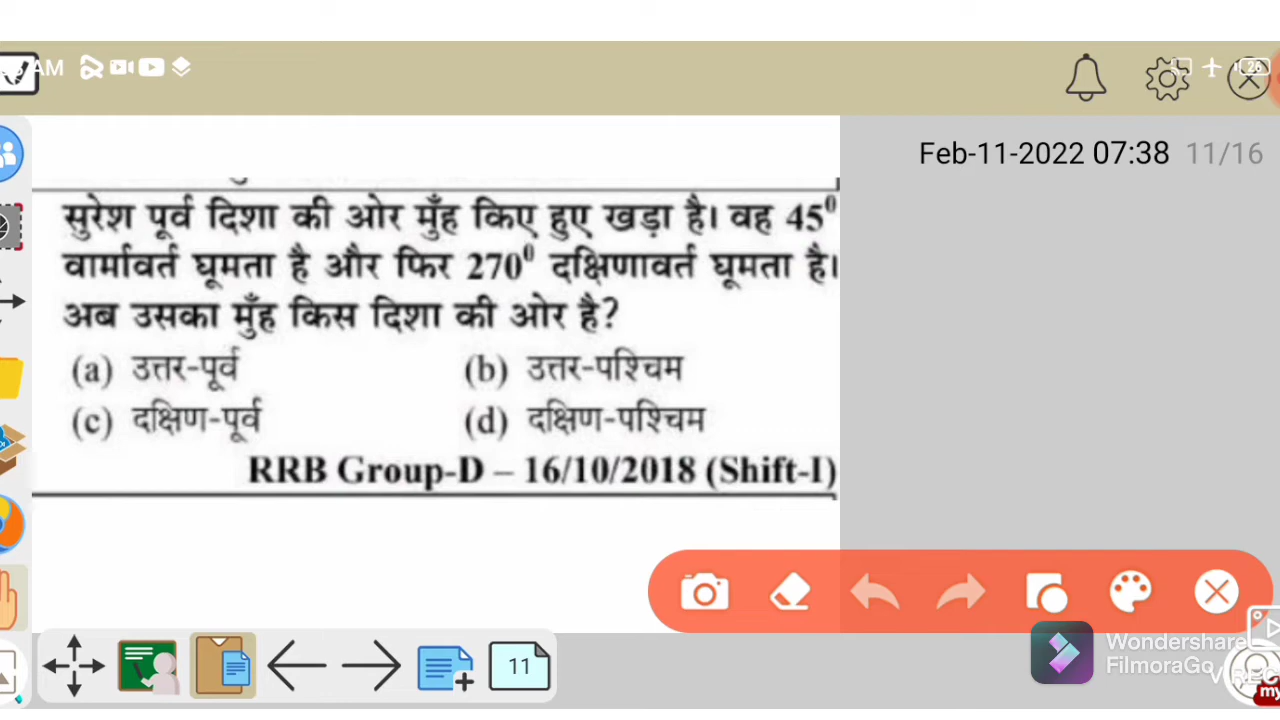 AM
26
Feb-11-2022 07:38 11/16
सुरेश पूर्व दिशा की ओर मुँह किए हुए खड़ा है। वह 45⁰
वार्मावर्त घूमता है और फिर 270⁰ दक्षिणावर्त घूमता है।
अब उसका मुँह किस दिशा की ओर है?
(a) उत्तर-पूर्व (b) उत्तर-पश्चिम
(c) दक्षिण-पूर्व (d) दक्षिण-पश्चिम
RRB Group-D – 16/10/2018 (Shift-I)
11
Wondershare
FilmoraGo